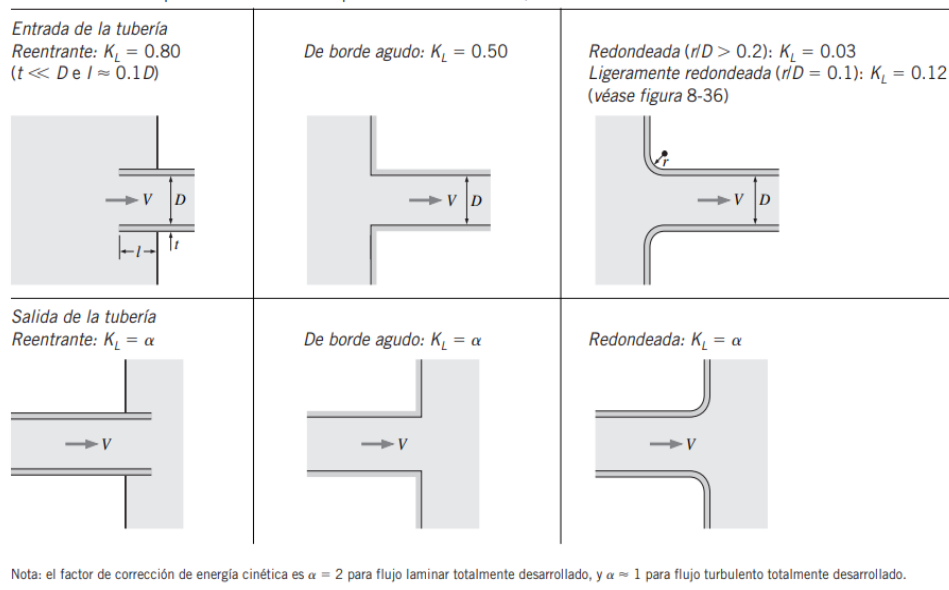 Entrada de la tubería
Reentrante: K_L = 0.80
(t << D e l ≈ 0.1D)
De borde agudo: K_L = 0.50
Redondeada (r/D > 0.2): K_L = 0.03
Ligeramente redondeada (r/D = 0.1): K_L = 0.12
(véase figura 8-36)
V D
l t
V D
r
V D
Salida de la tubería
Reentrante: K_L = α
De borde agudo: K_L = α
Redondeada: K_L = α
V
V
V
Nota: el factor de corrección de energía cinética es α = 2 para flujo laminar totalmente desarrollado, y α ≈ 1 para flujo turbulento totalmente desarrollado.